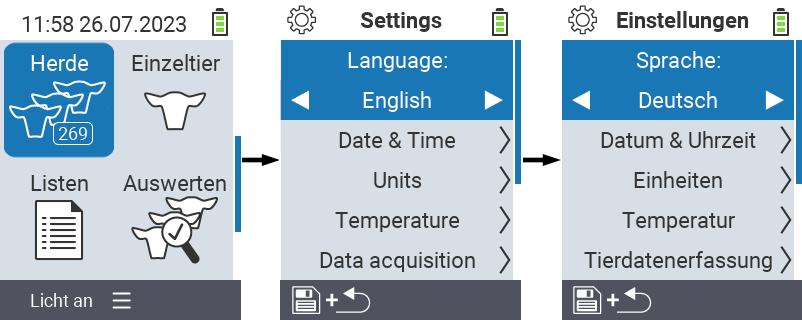 11:58 26.07.2023
Herde
Einzeltier
269
Listen
Auswerten
Licht an
Settings
Language:
English
Date & Time
Units
Temperature
Data acquisition
+
Einstellungen
Sprache:
Deutsch
Datum & Uhrzeit
Einheiten
Temperatur
Tierdatenerfassung
+